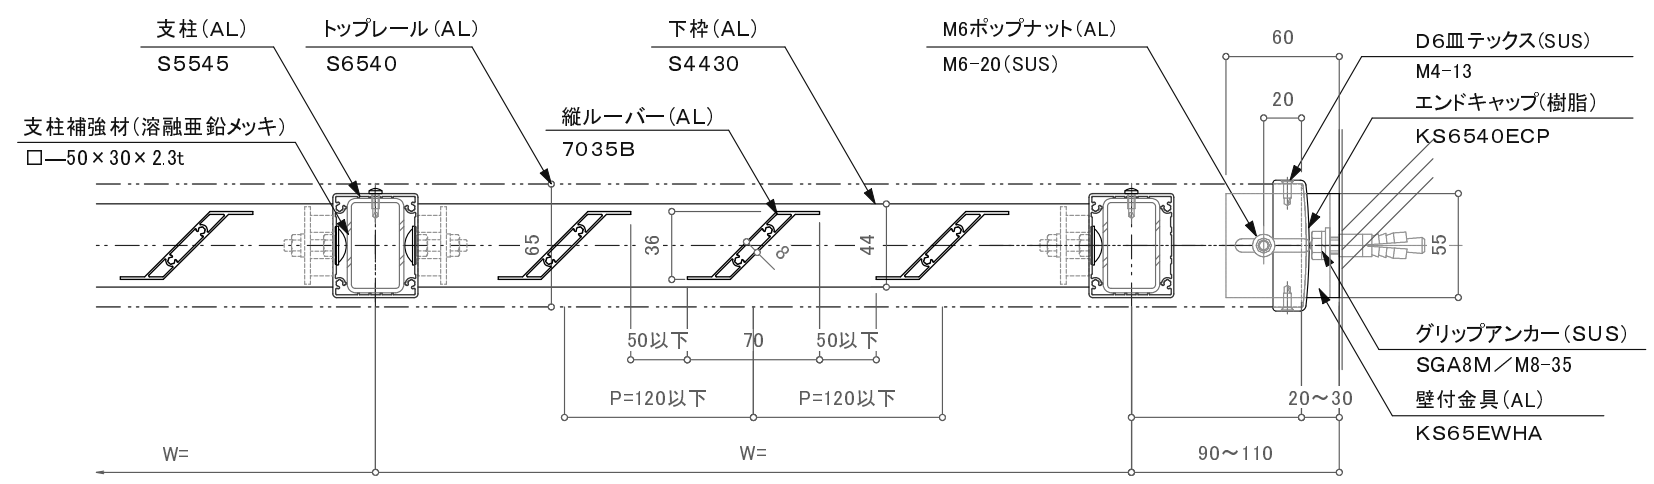 支柱(AL)
S5545
トップレール(AL)
S6540
下枠(AL)
S4430
M6ポップナット(AL)
M6-20(SUS)
60
D6皿テックス(SUS)
M4-13
20
エンドキャップ(樹脂)
KS6540ECP
縦ルーバー(AL)
7035B
支柱補強材(溶融亜鉛メッキ)
□—50×30×2.3t
65
36
8
44
55
50以下
70
50以下
グリップアンカー(SUS)
SGA8M/M8-35
P=120以下
P=120以下
20〜30
壁付金具(AL)
KS65EWHA
W=
W=
90〜110